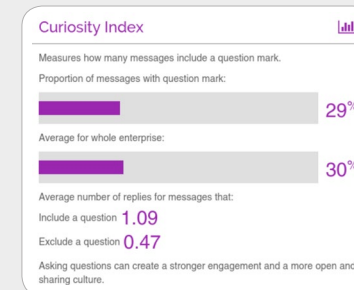 Curiosity Index
Measures how many messages include a question mark.
Proportion of messages with question mark:
29%
Average for whole enterprise:
30%
Average number of replies for messages that:
Include a question 1.09
Exclude a question 0.47
Asking questions can create a stronger engagement and a more open and
sharing culture.